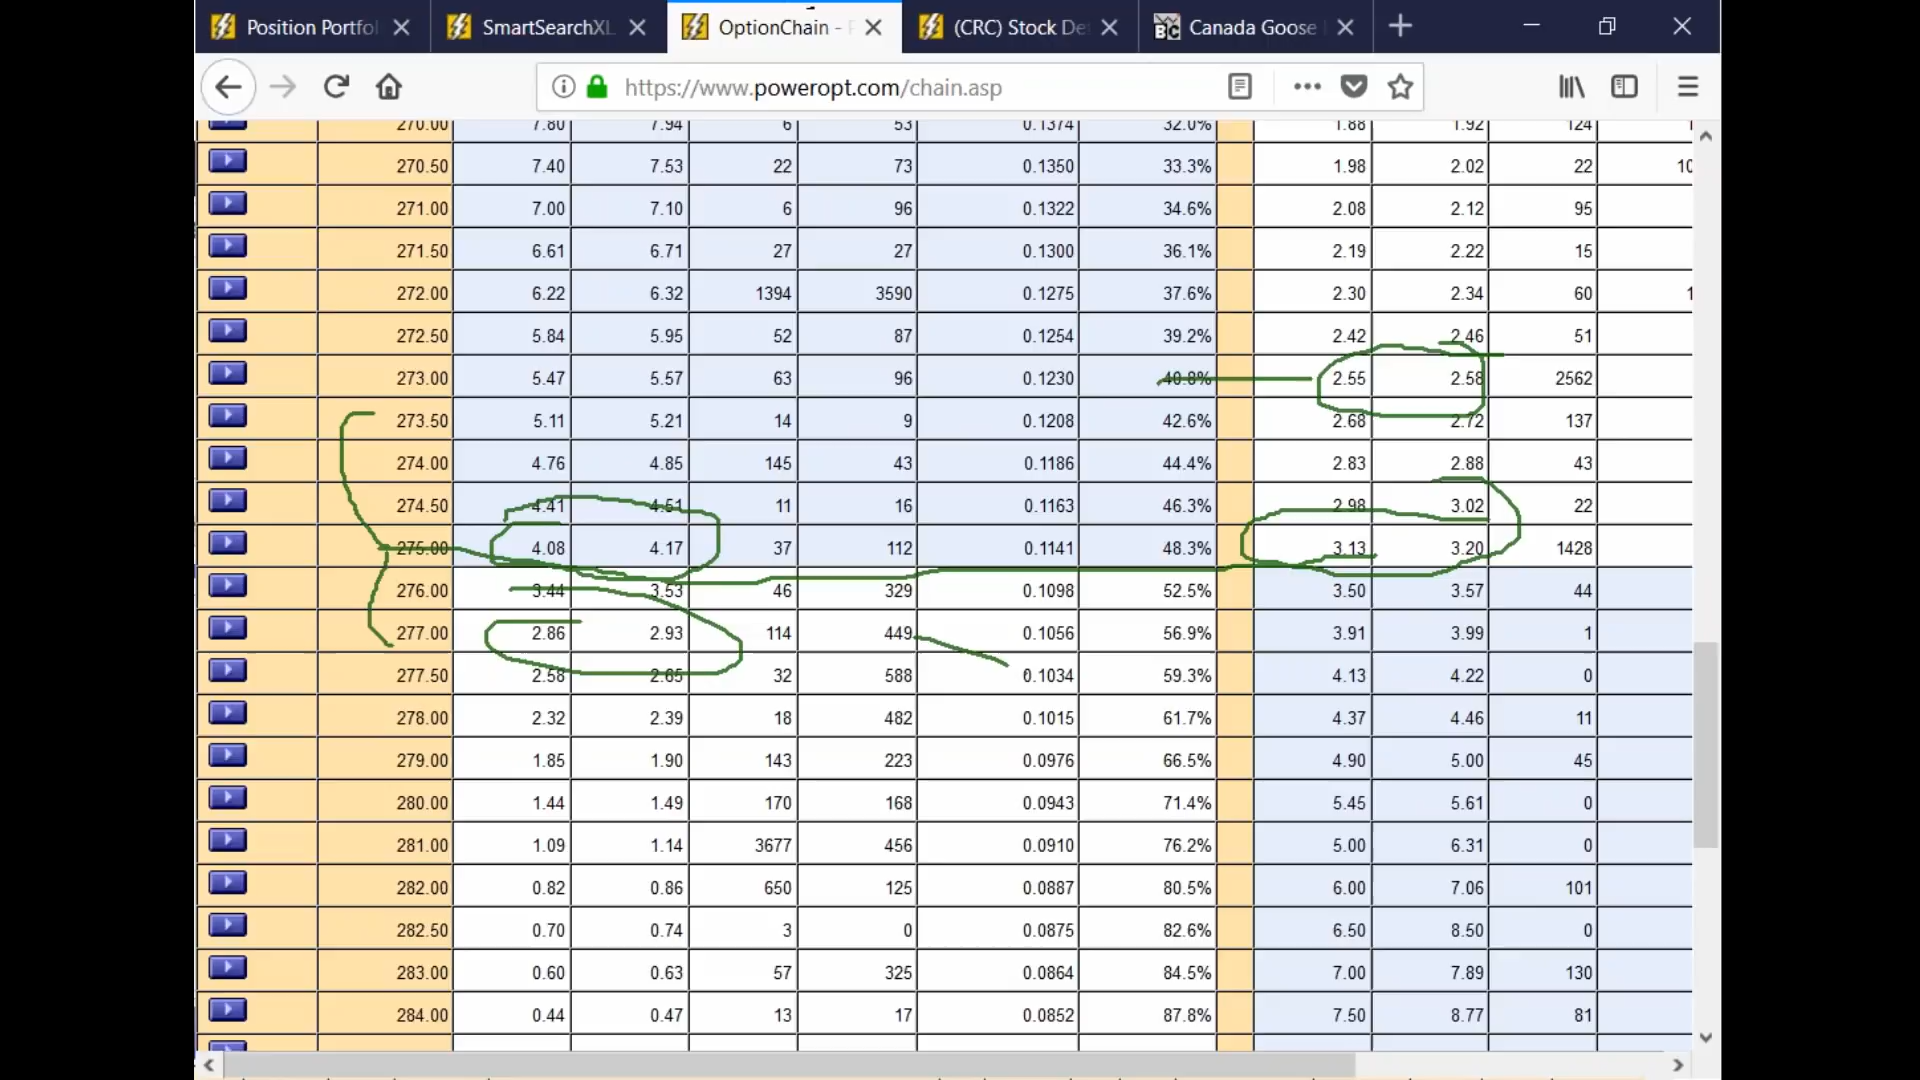 Position Portfol SmartSearchXL OptionChain - P (CRC) Stock De Canada Goose
https://www.poweropt.com/chain.asp
270.00 7.80 7.94 6 53 0.1374 32.0% 1.88 1.92 124
270.50 7.40 7.53 22 73 0.1350 33.3% 1.98 2.02 22 10
271.00 7.00 7.10 6 96 0.1322 34.6% 2.08 2.12 95
271.50 6.61 6.71 27 27 0.1300 36.1% 2.19 2.22 15
272.00 6.22 6.32 1394 3590 0.1275 37.6% 2.30 2.34 60 1
272.50 5.84 5.95 52 87 0.1254 39.2% 2.42 2.46 51
273.00 5.47 5.57 63 96 0.1230 40.8% 2.55 2.58 2562
273.50 5.11 5.21 14 9 0.1208 42.6% 2.68 2.72 137
274.00 4.76 4.85 145 43 0.1186 44.4% 2.83 2.88 43
274.50 4.41 4.51 11 16 0.1163 46.3% 2.98 3.02 22
275.00 4.08 4.17 37 112 0.1141 48.3% 3.13 3.20 1428
276.00 3.44 3.53 46 329 0.1098 52.5% 3.50 3.57 44
277.00 2.86 2.93 114 449 0.1056 56.9% 3.91 3.99 1
277.50 2.58 2.65 32 588 0.1034 59.3% 4.13 4.22 0
278.00 2.32 2.39 18 482 0.1015 61.7% 4.37 4.46 11
279.00 1.85 1.90 143 223 0.0976 66.5% 4.90 5.00 45
280.00 1.44 1.49 170 168 0.0943 71.4% 5.45 5.61 0
281.00 1.09 1.14 3677 456 0.0910 76.2% 5.00 6.31 0
282.00 0.82 0.86 650 125 0.0887 80.5% 6.00 7.06 101
282.50 0.70 0.74 3 0 0.0875 82.6% 6.50 8.50 0
283.00 0.60 0.63 57 325 0.0864 84.5% 7.00 7.89 130
284.00 0.44 0.47 13 17 0.0852 87.8% 7.50 8.77 81